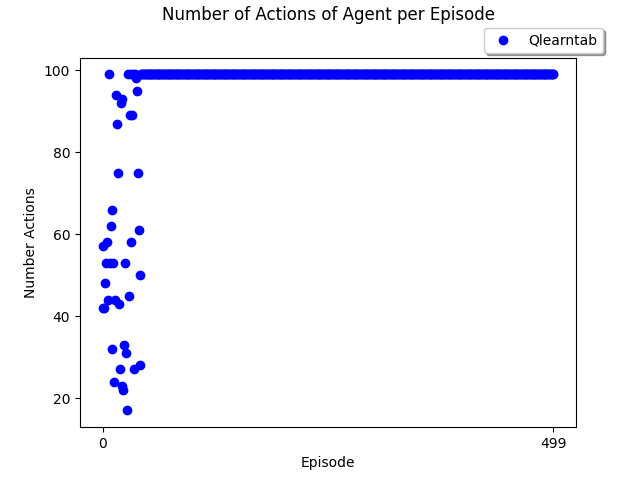 Number of Actions of Agent per Episode
Qlearntab
100
80
60
40
20
Number Actions
0
499
Episode